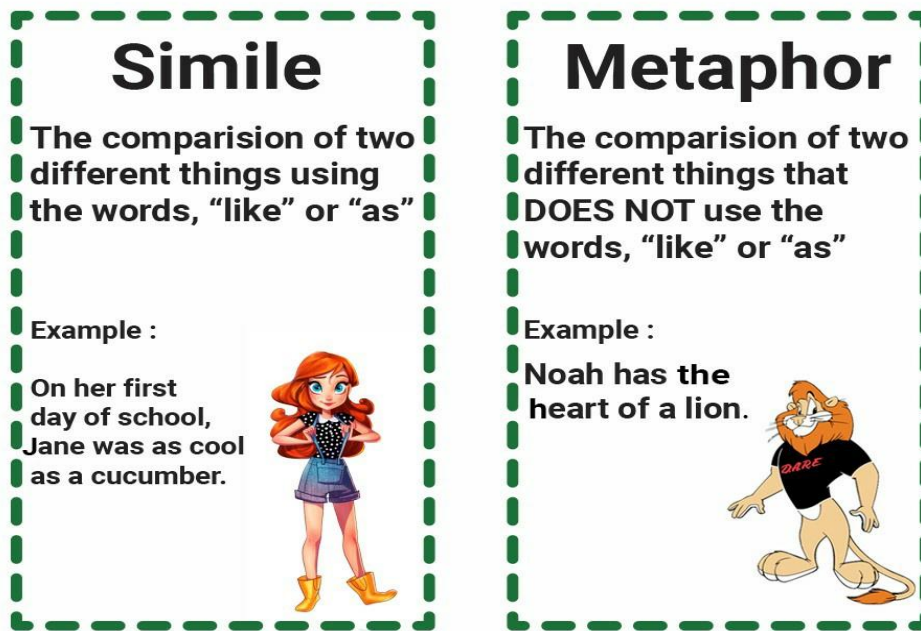 Simile
The comparision of two
different things using
the words, “like” or “as”
Example :
On her first
day of school,
Jane was as cool
as a cucumber.
Metaphor
The comparision of two
different things that
DOES NOT use the
words, “like” or “as”
Example :
Noah has the
heart of a lion.
DARE